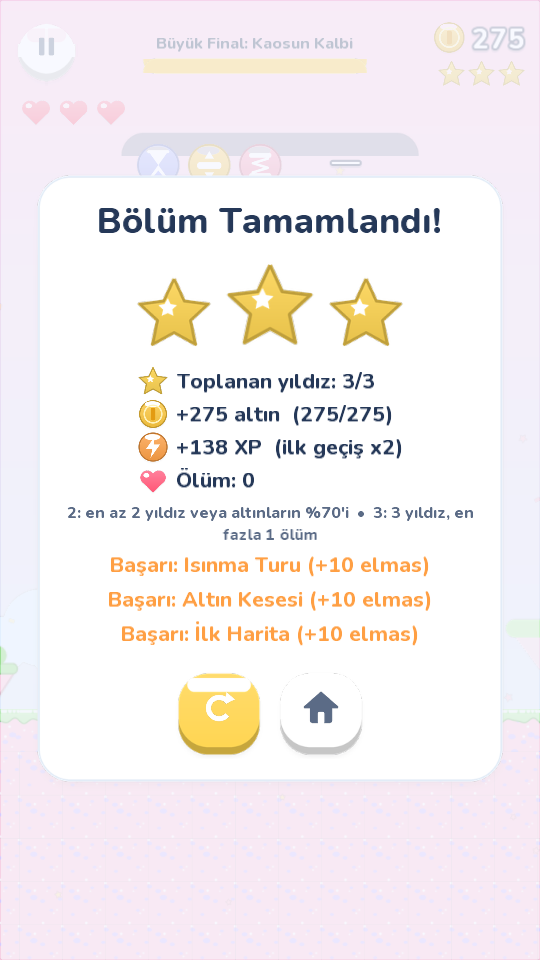 Büyük Final: Kaosun Kalbi
275
Bölüm Tamamlandı!
Toplanan yıldız: 3/3
+275 altın (275/275)
+138 XP (ilk geçiş x2)
Ölüm: 0
2: en az 2 yıldız veya altınların %70'i • 3: 3 yıldız, en
fazla 1 ölüm
Başarı: Isınma Turu (+10 elmas)
Başarı: Altın Kesesi (+10 elmas)
Başarı: İlk Harita (+10 elmas)